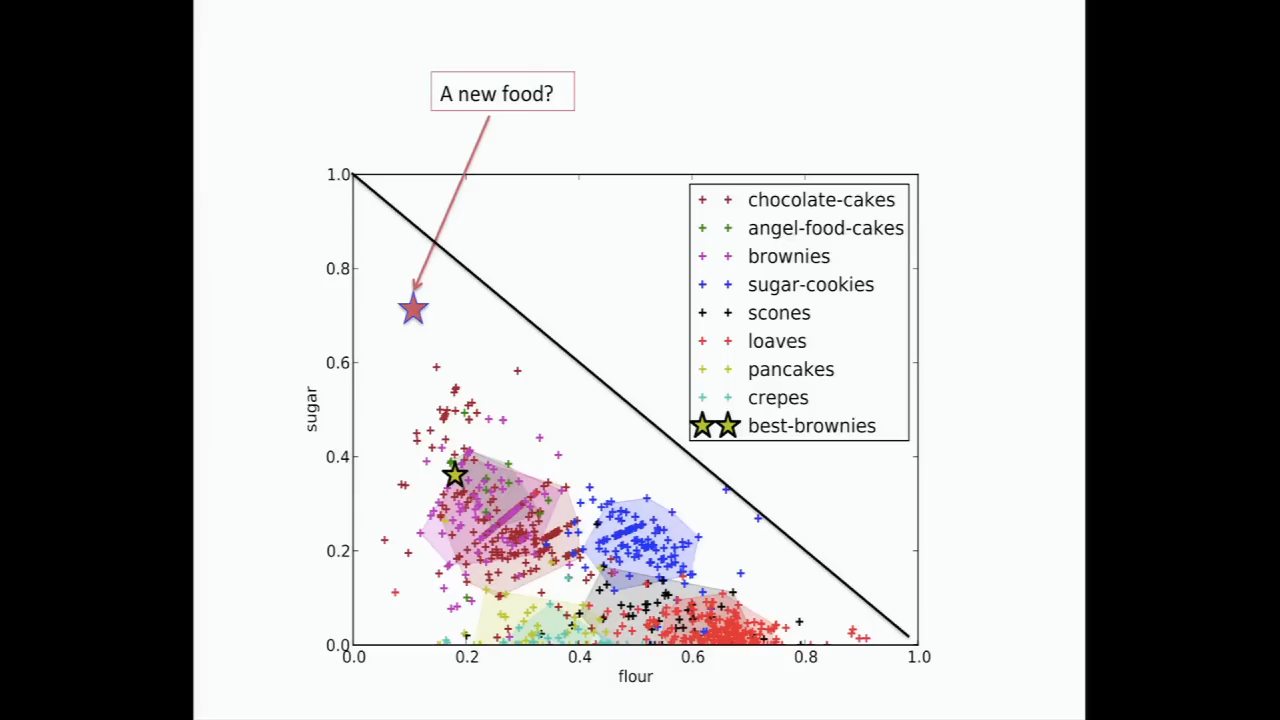 A new food?
1.0
0.8
0.6
0.4
0.2
0.0
sugar
chocolate-cakes
angel-food-cakes
brownies
sugar-cookies
scones
loaves
pancakes
crepes
best-brownies
0.0 0.2 0.4 0.6 0.8 1.0
flour